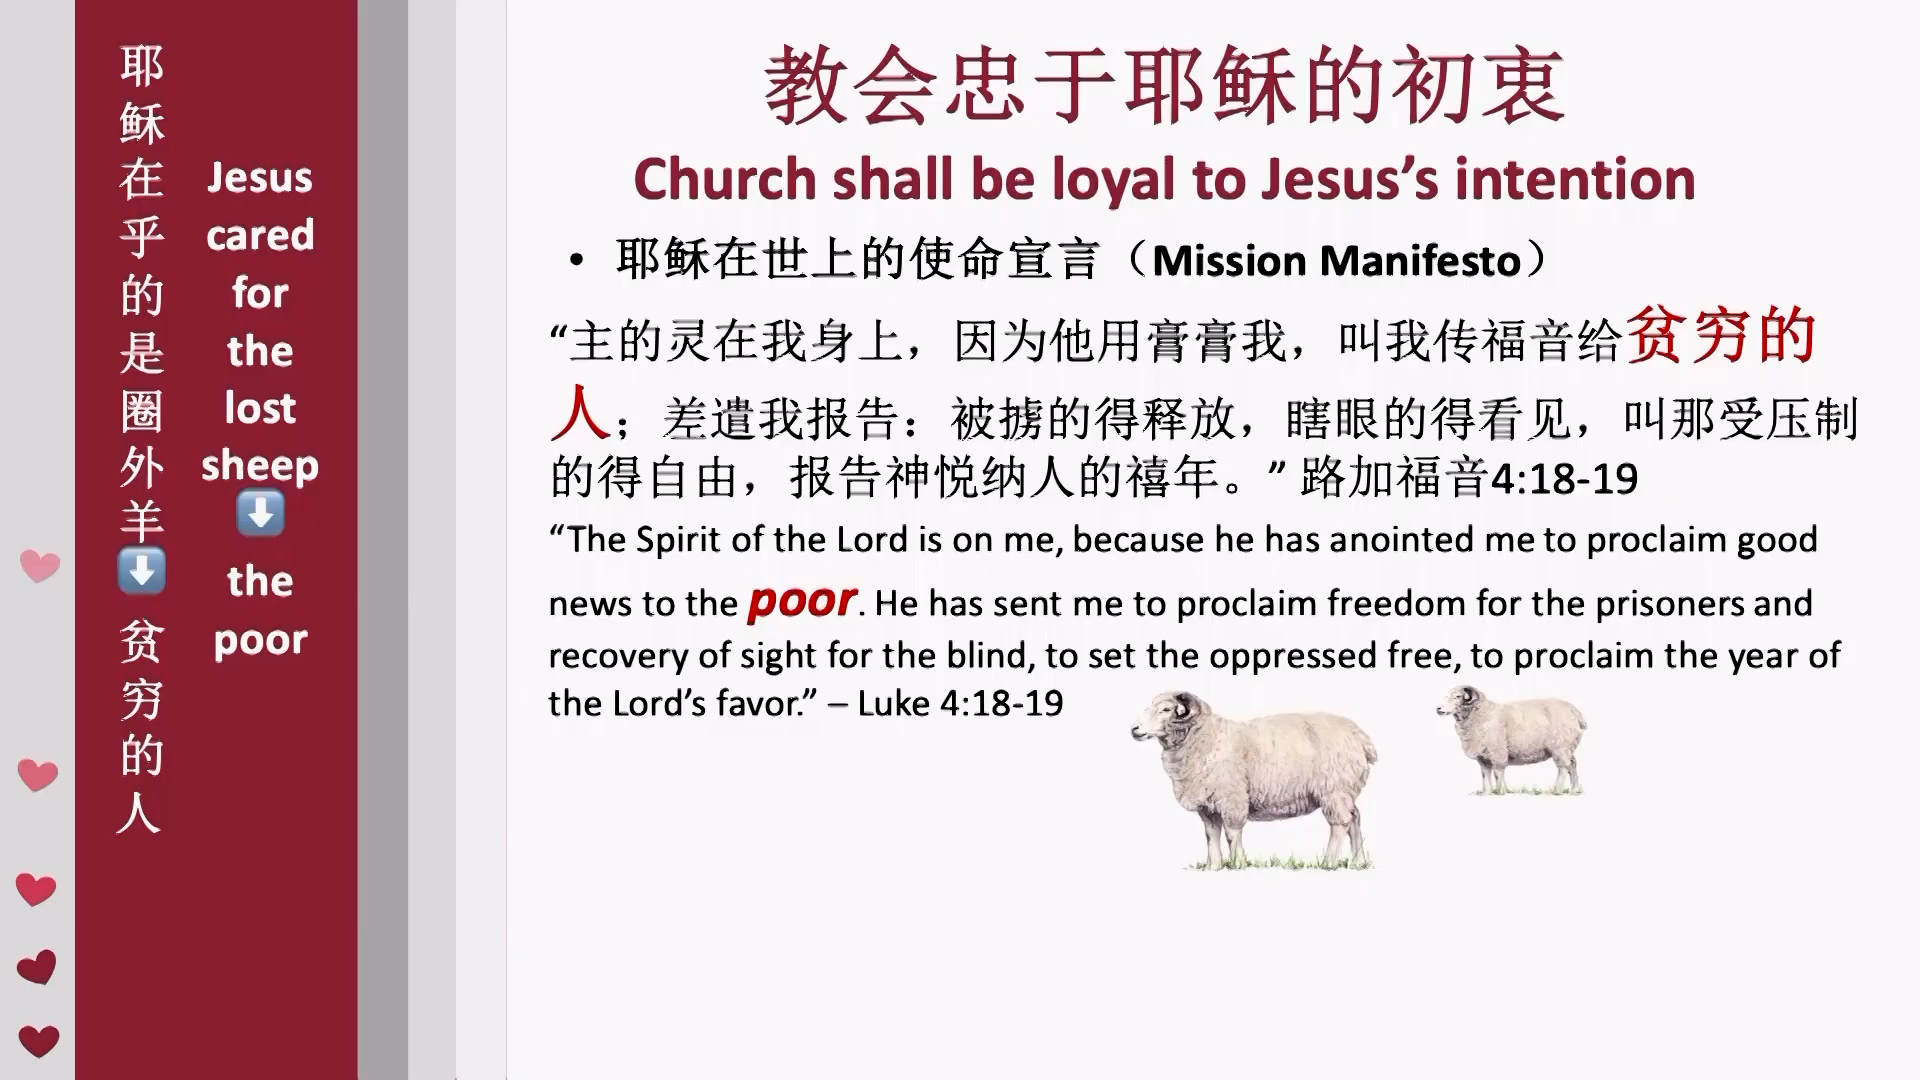 耶稣在乎的是圈外羊
⬇️
贫穷的人
Jesus
cared
for
the
lost
sheep
⬇️
the
poor
教会忠于耶稣的初衷
Church shall be loyal to Jesus’s intention
• 耶稣在世上的使命宣言（Mission Manifesto）
“主的灵在我身上，因为他用膏膏我，叫我传福音给贫穷的
人；差遣我报告：被掳的得释放，瞎眼的得看见，叫那受压制
的得自由，报告神悦纳人的禧年。” 路加福音4:18-19
“The Spirit of the Lord is on me, because he has anointed me to proclaim good
news to the poor. He has sent me to proclaim freedom for the prisoners and
recovery of sight for the blind, to set the oppressed free, to proclaim the year of
the Lord’s favor.” – Luke 4:18-19